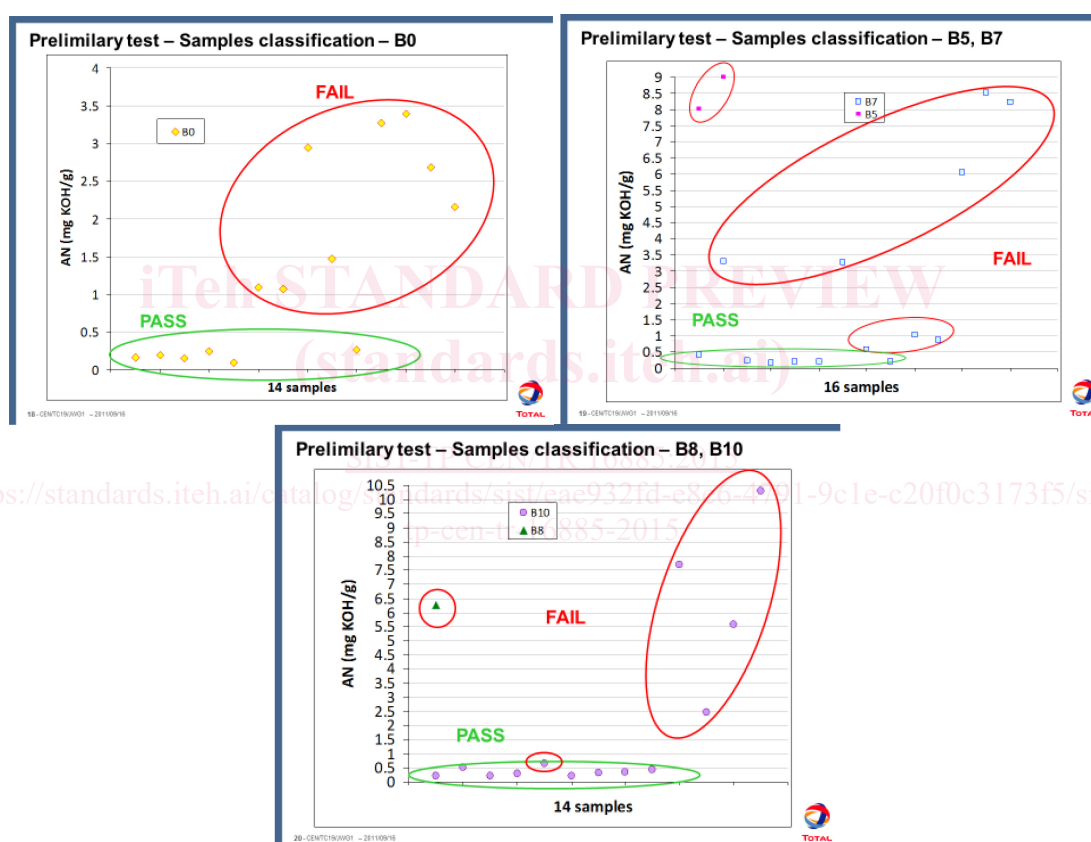 Prelimilary test – Samples classification – B0
4
3.5
3
2.5
2
1.5
1
0.5
0
AN (mg KOH/g)
FAIL
B0
PASS
14 samples
18 - CEN/TC19/JWG1 – 2011/09/16
TOTAL
Prelimilary test – Samples classification – B5, B7
9
8.5
8
7.5
7
6.5
6
5.5
5
4.5
4
3.5
3
2.5
2
1.5
1
0.5
0
AN (mg KOH/g)
B7
B5
FAIL
PASS
16 samples
19 - CEN/TC19/JWG1 – 2011/09/16
TOTAL
iTeh STANDARD PREVIEW
(standards.iteh.ai)
Prelimilary test – Samples classification – B8, B10
SIST-TP CEN/TR 16885:2015
10.5
10
9.5
9
8.5
8
7.5
7
6.5
6
5.5
5
4.5
4
3.5
3
2.5
2
1.5
1
0.5
0
AN (mg KOH/g)
B10
B8
FAIL
PASS
14 samples
20 - CEN/TC19/JWG1 – 2011/09/16
TOTAL